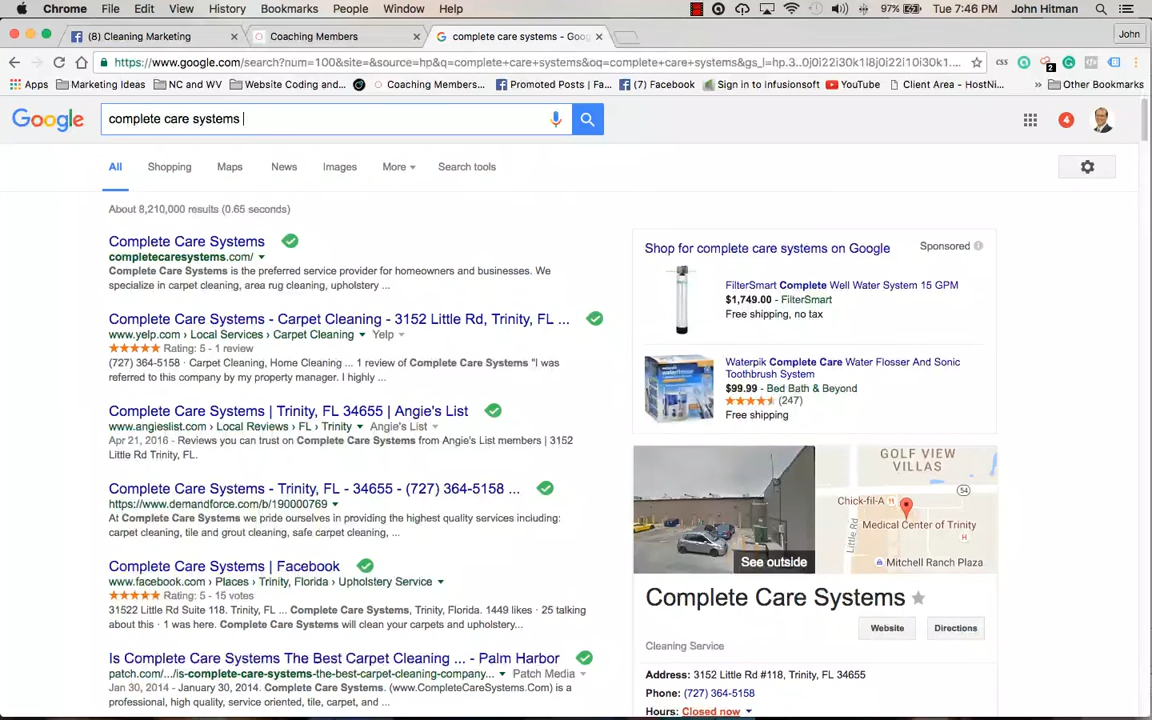 Chrome File Edit View History Bookmarks People Window Help 97% Tue 7:46 PM John Hitman
(8) Cleaning Marketing × Coaching Members × complete care systems - Goog × John
https://www.google.com/search?num=100&site=&source=hp&q=complete+care+systems&oq=complete+care+systems&gs_l=hp.3..0j0i22i30k1l8j0i22i10i30k1j0i22i30k1l...
Apps Marketing Ideas NC and WV Website Coding and... Coaching Members... Promoted Posts | Fa... (7) Facebook Sign in to Infusionsoft YouTube Client Area - HostNi... » Other Bookmarks
Google complete care systems 4
All Shopping Maps News Images More Search tools
About 8,210,000 results (0.65 seconds)
Complete Care Systems
completecaresystems.com/
Complete Care Systems is the preferred service provider for homeowners and businesses. We
specialize in carpet cleaning, area rug cleaning, upholstery ...
Complete Care Systems - Carpet Cleaning - 3152 Little Rd, Trinity, FL ...
www.yelp.com › Local Services › Carpet Cleaning Yelp
Rating: 5 - 1 review
(727) 364-5158 · Carpet Cleaning, Home Cleaning ... 1 review of Complete Care Systems "I was
referred to this company by my property manager. I highly ...
Complete Care Systems | Trinity, FL 34655 | Angie's List
www.angieslist.com › Local Reviews › FL › Trinity Angie's List
Apr 21, 2016 - Reviews you can trust on Complete Care Systems from Angie's List members | 3152
Little Rd Trinity, FL.
Complete Care Systems - Trinity, FL - 34655 - (727) 364-5158 ...
https://www.demandforce.com/b/190000769
At Complete Care Systems we pride ourselves in providing the highest quality services including:
carpet cleaning, tile and grout cleaning, safe carpet cleaning, ...
Complete Care Systems | Facebook
www.facebook.com › Places › Trinity, Florida › Upholstery Service
Rating: 5 - 15 votes
31522 Little Rd Suite 118. Trinity, FL ... Complete Care Systems, Trinity, Florida. 1449 likes · 25 talking
about this · 1 was here. Complete Care Systems will clean your carpets and upholstery...
Is Complete Care Systems The Best Carpet Cleaning ... - Palm Harbor
patch.com/.../is-complete-care-systems-the-best-carpet-cleaning-company... Patch Media
Jan 30, 2014 - January 30, 2014. Complete Care Systems. (www.CompleteCareSystems.Com) is a
professional, high quality, service oriented, tile, carpet, and ...
Shop for complete care systems on Google Sponsored
FilterSmart Complete Well Water System 15 GPM
$1,749.00 - FilterSmart
Free shipping, no tax
Waterpik Complete Care Water Flosser And Sonic
Toothbrush System
$99.99 - Bed Bath & Beyond
(247)
Free shipping
See outside
GOLF VIEW
VILLAS
54
Chick-fil-A
Little Rd
Medical Center of Trinity
H
Mitchell Ranch Plaza
Complete Care Systems
Website Directions
Cleaning Service
Address: 3152 Little Rd #118, Trinity, FL 34655
Phone: (727) 364-5158
Hours: Closed now